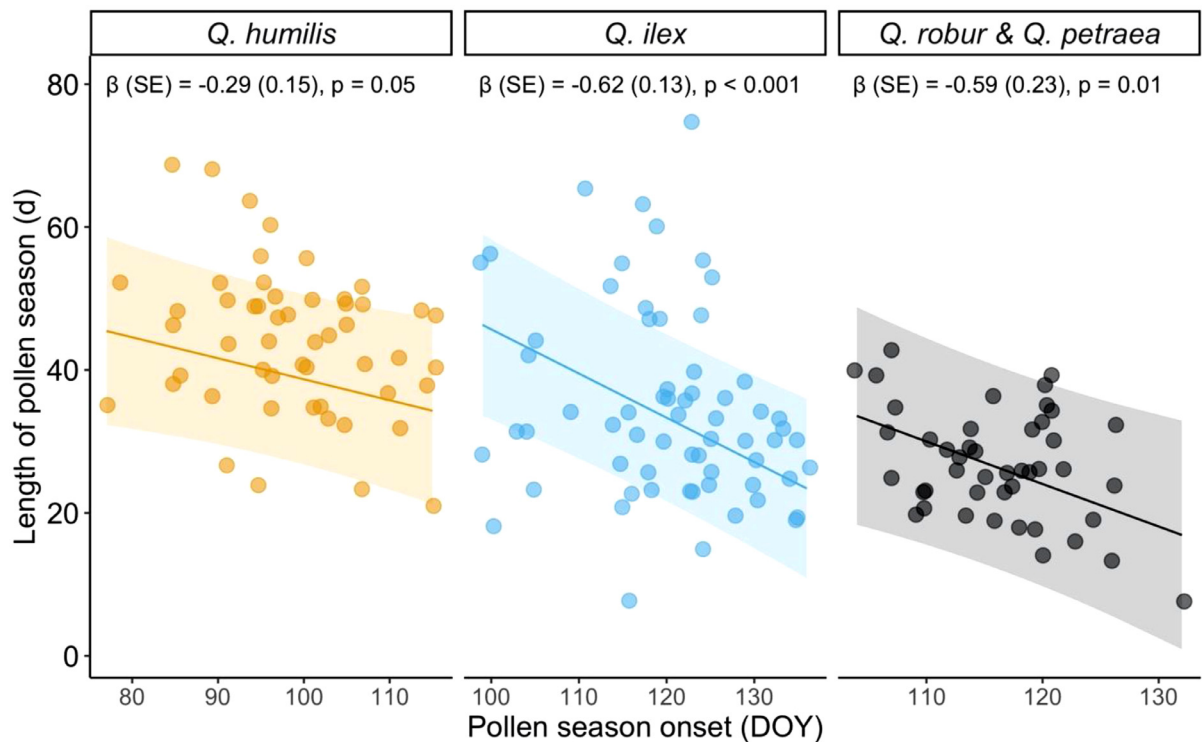 Q. humilis
Q. ilex
Q. robur & Q. petraea
β (SE) = -0.29 (0.15), p = 0.05
β (SE) = -0.62 (0.13), p < 0.001
β (SE) = -0.59 (0.23), p = 0.01
Length of pollen season (d)
80
60
40
20
0
80 90 100 110
100 110 120 130
110 120 130
Pollen season onset (DOY)